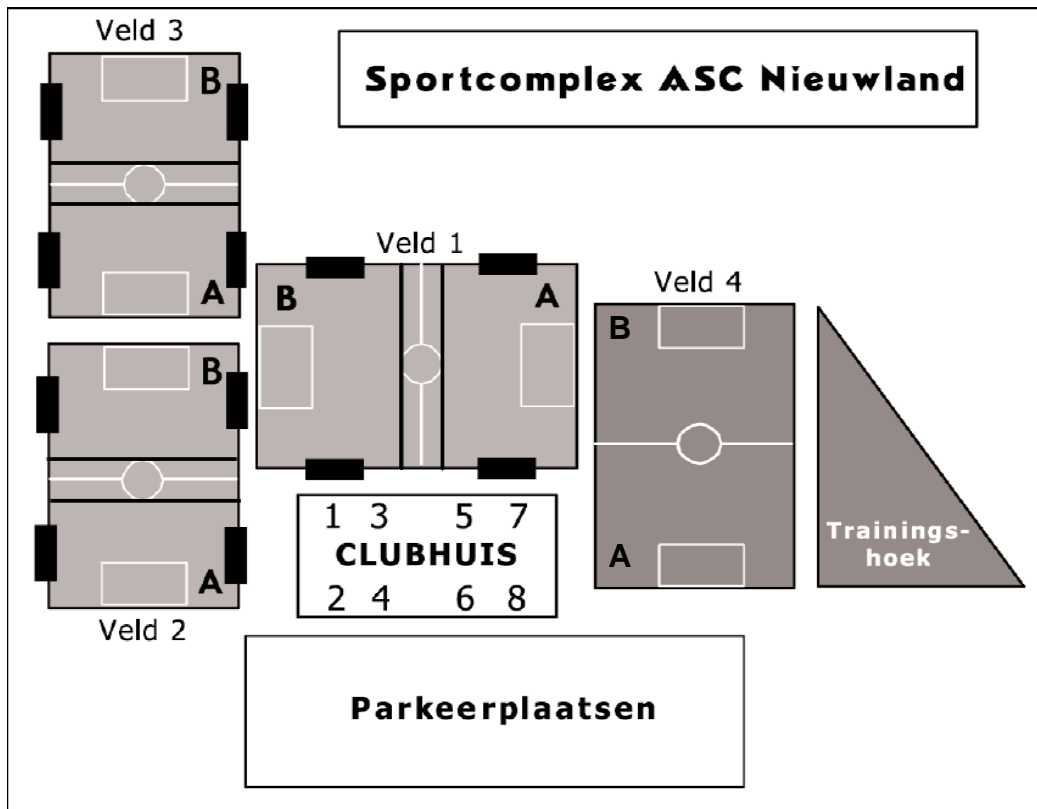 Veld 3
Sportcomplex ASC Nieuwland
B
A
Veld 1
B
A
Veld 4
B
A
Trainings-
hoek
B
A
Veld 2
1 3 5 7
CLUBHUIS
2 4 6 8
Parkeerplaatsen